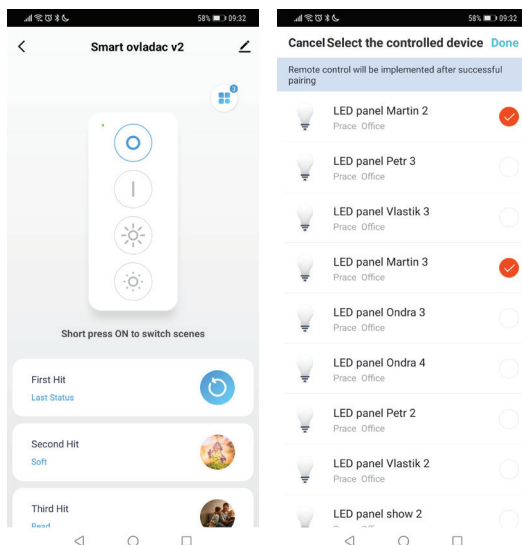 58% 09:32
Smart ovladac v2
2
Short press ON to switch scenes
First Hit
Last Status
Second Hit
Soft
Third Hit
Read
58% 09:32
Cancel Select the controlled device Done
Remote control will be implemented after successful
pairing
LED panel Martin 2
Prace Office
LED panel Petr 3
Prace Office
LED panel Vlastik 3
Prace Office
LED panel Martin 3
Prace Office
LED panel Ondra 3
Prace Office
LED panel Ondra 4
Prace Office
LED panel Petr 2
Prace Office
LED panel Vlastik 2
Prace Office
LED panel show 2